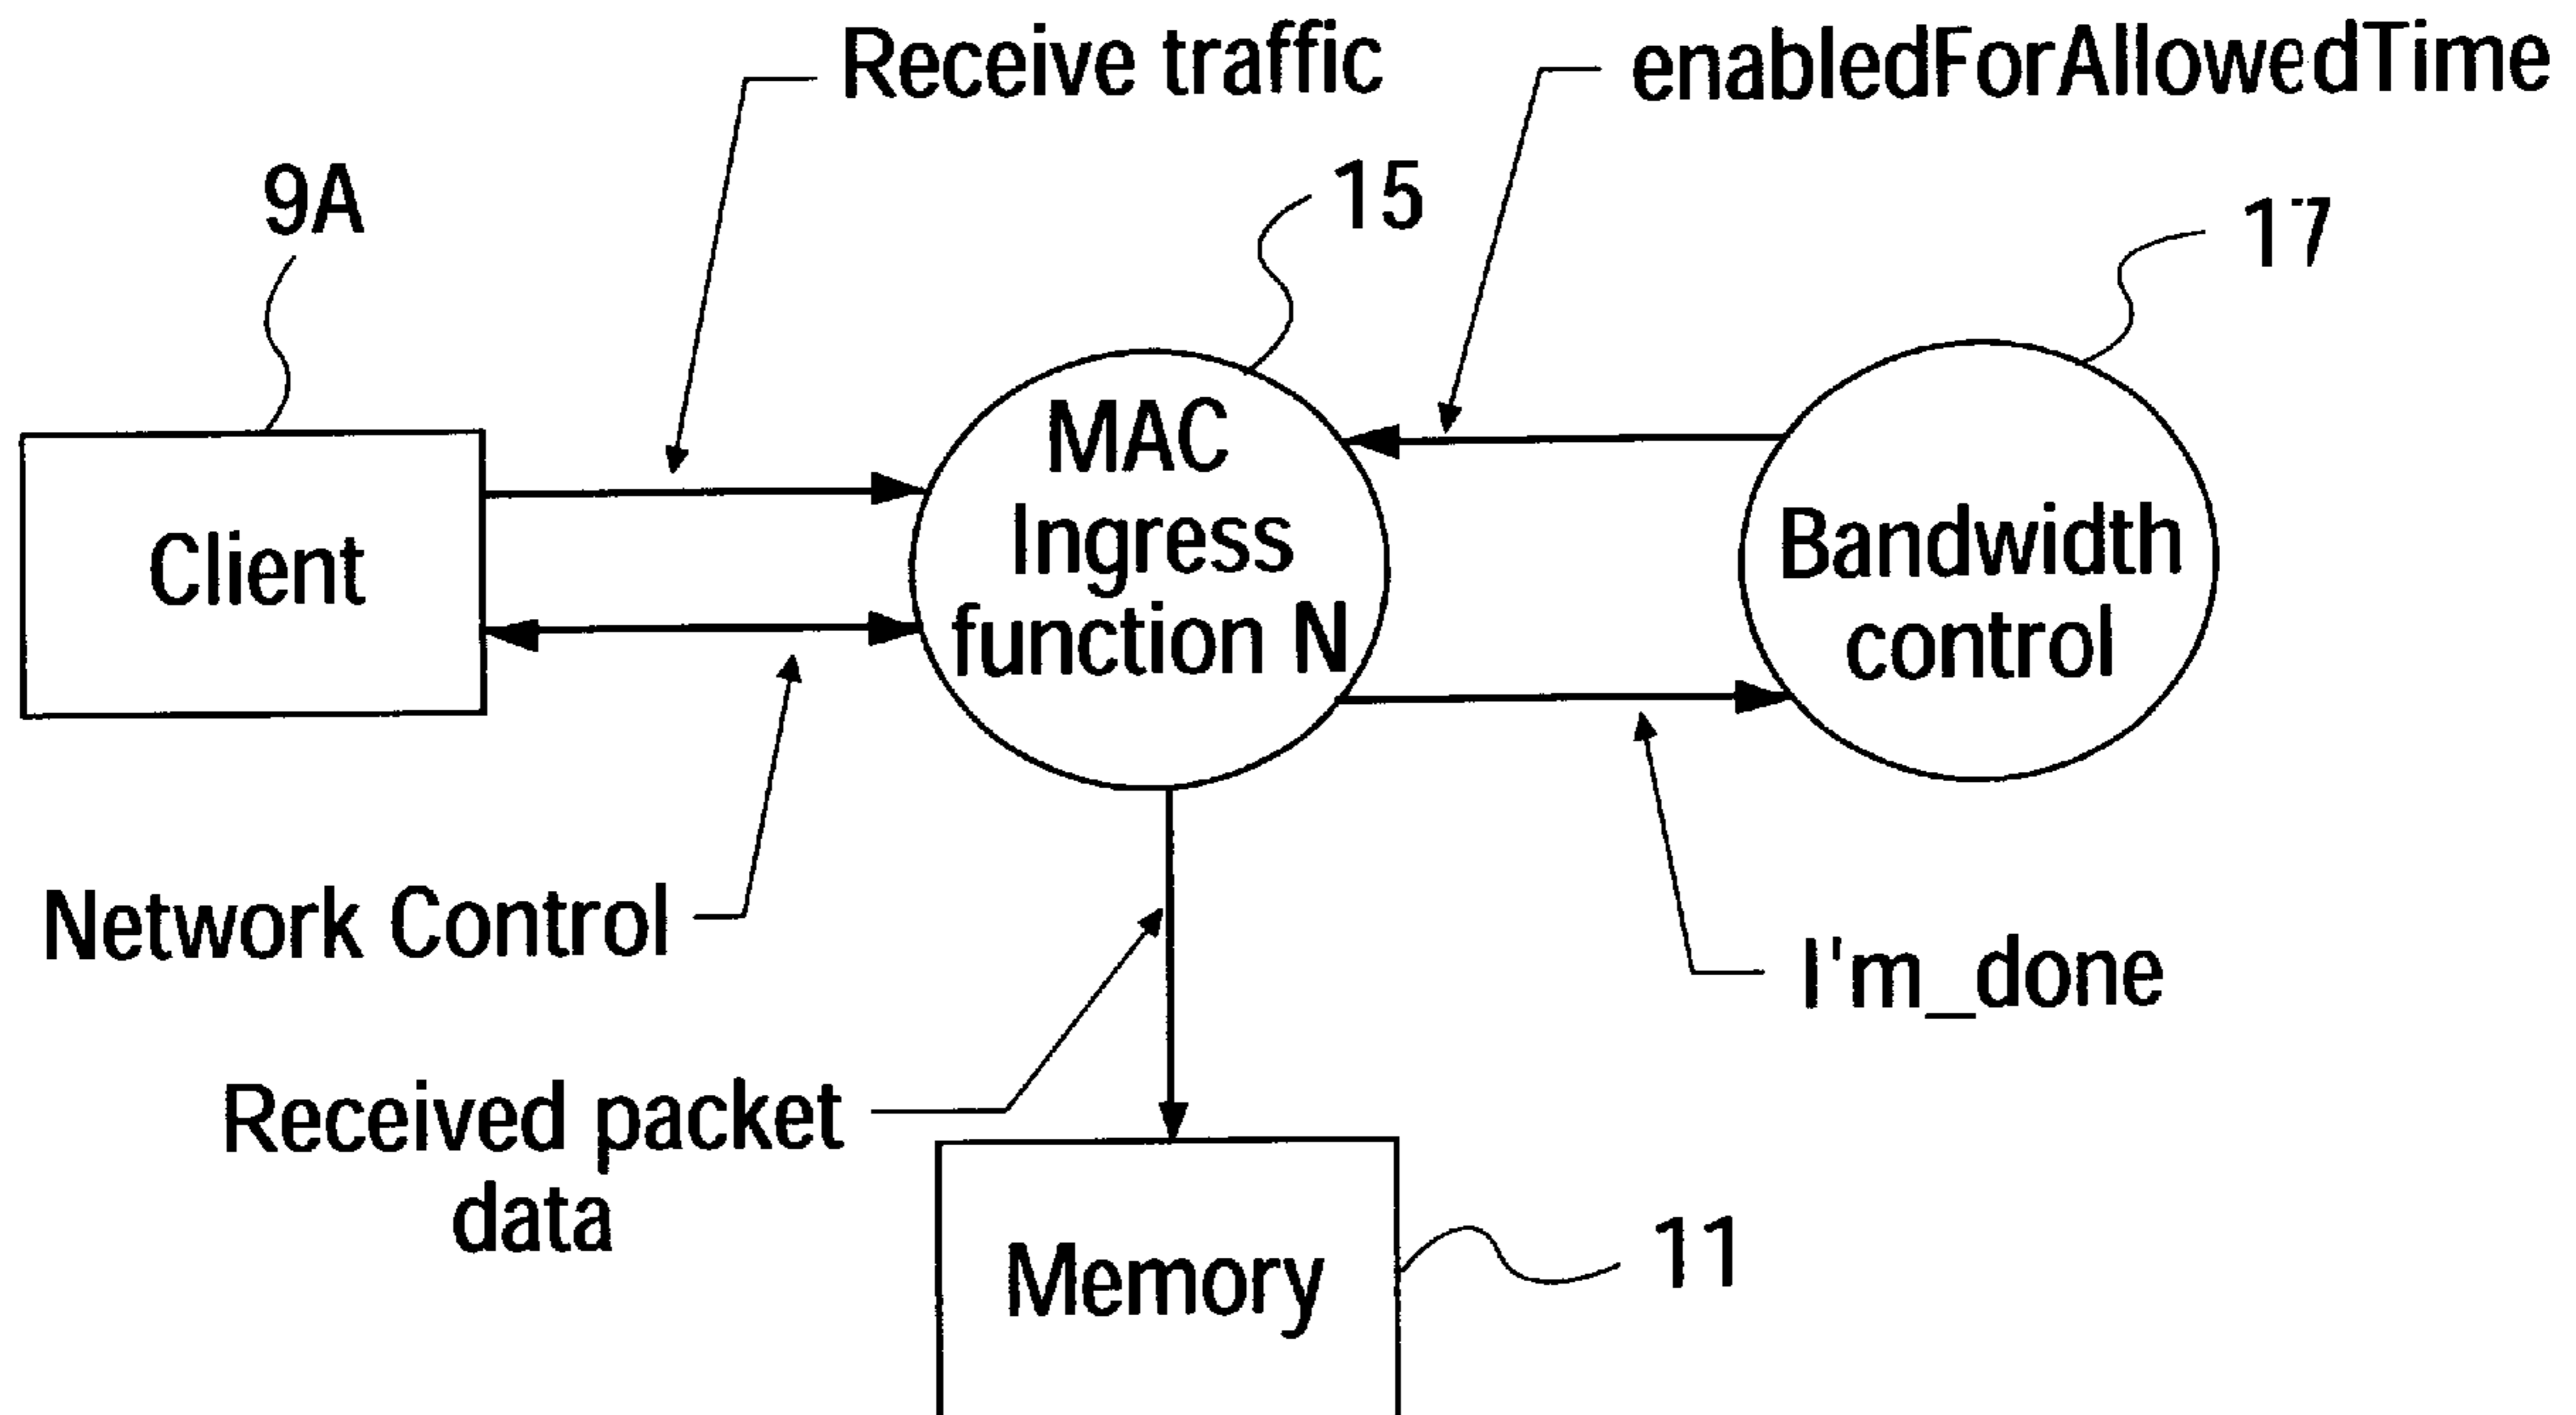 Receive traffic
enabledForAllowedTime
9A
15
17
MAC
Ingress
function N
Client
Bandwidth
control
Network Control
I'm_done
Received packet
data
Memory
11